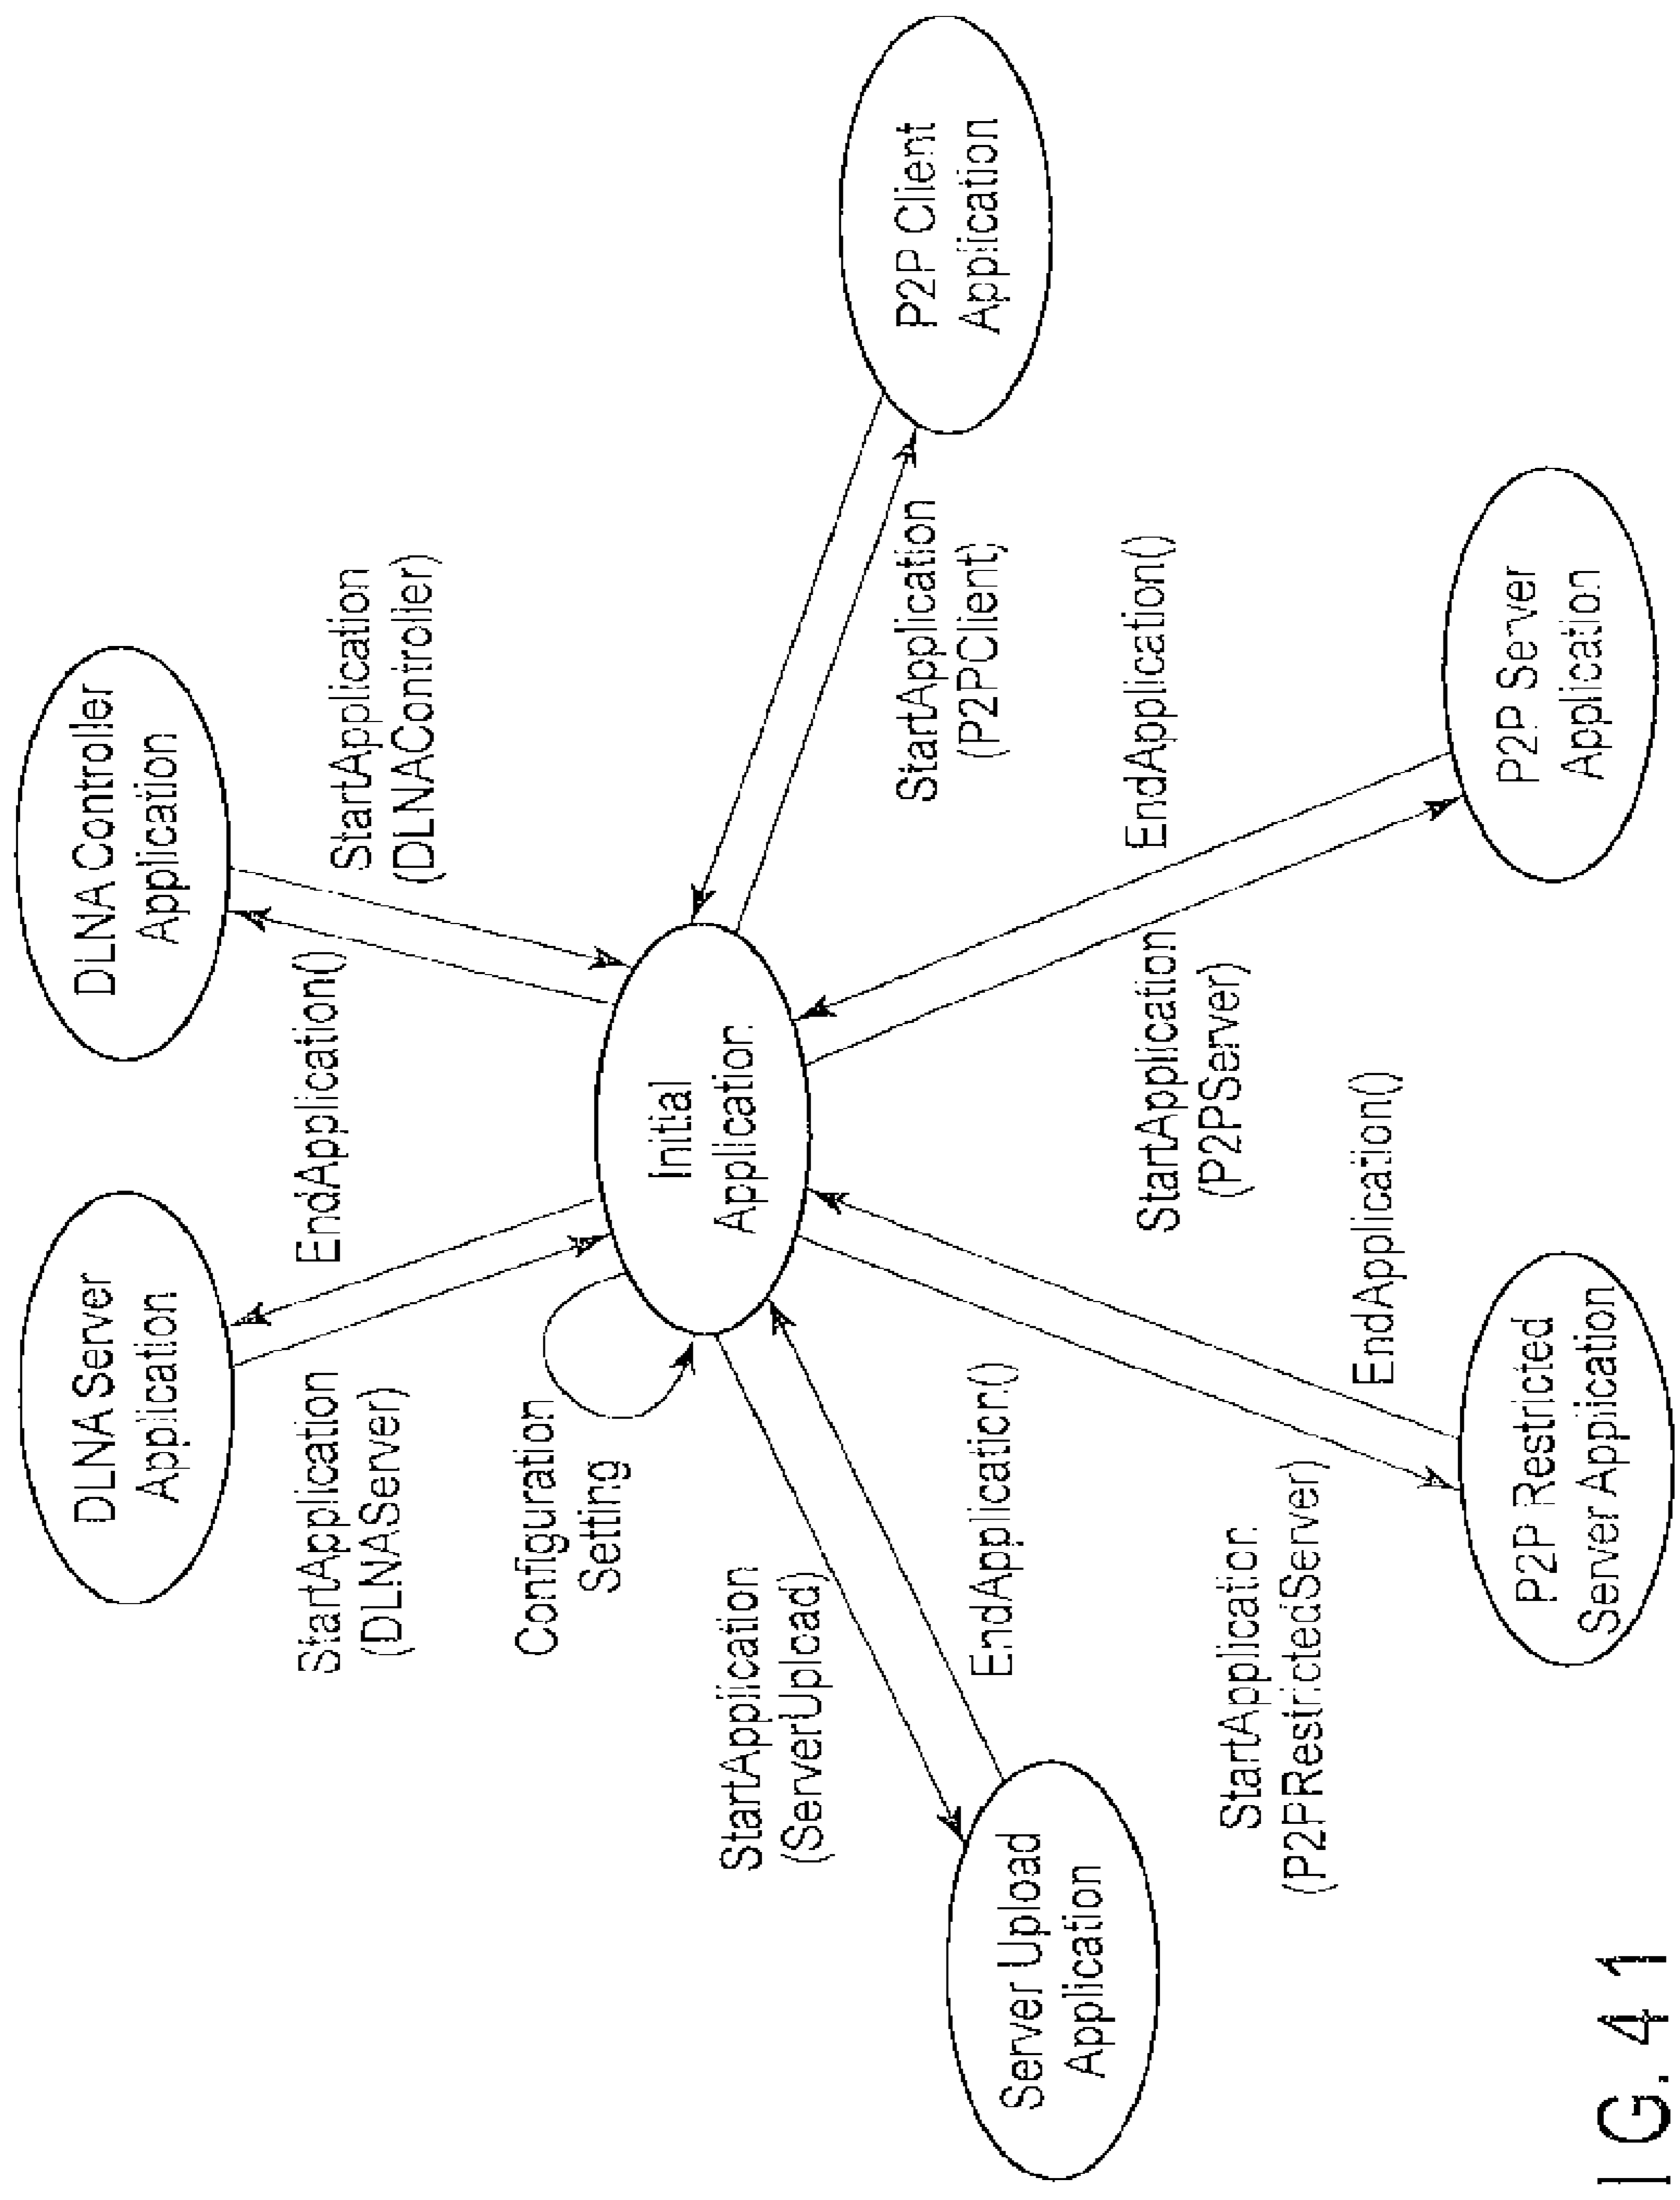 DLNA Server
Application
DLNA Controller
Application
StartApplication
(DLNAServer)
EndApplication()
StartApplication
(DLNAController)
Configuration
Setting
Initial
Application
StartApplication
(ServerUpload)
StartApplication
(P2PClient)
P2P Client
Application
Server Upload
Application
EndApplication()
EndApplication()
StartApplication
(P2PServer)
StartApplication
(P2PRestrictedServer)
EndApplication()
P2P Restricted
Server Application
P2P Server
Application
IG. 41